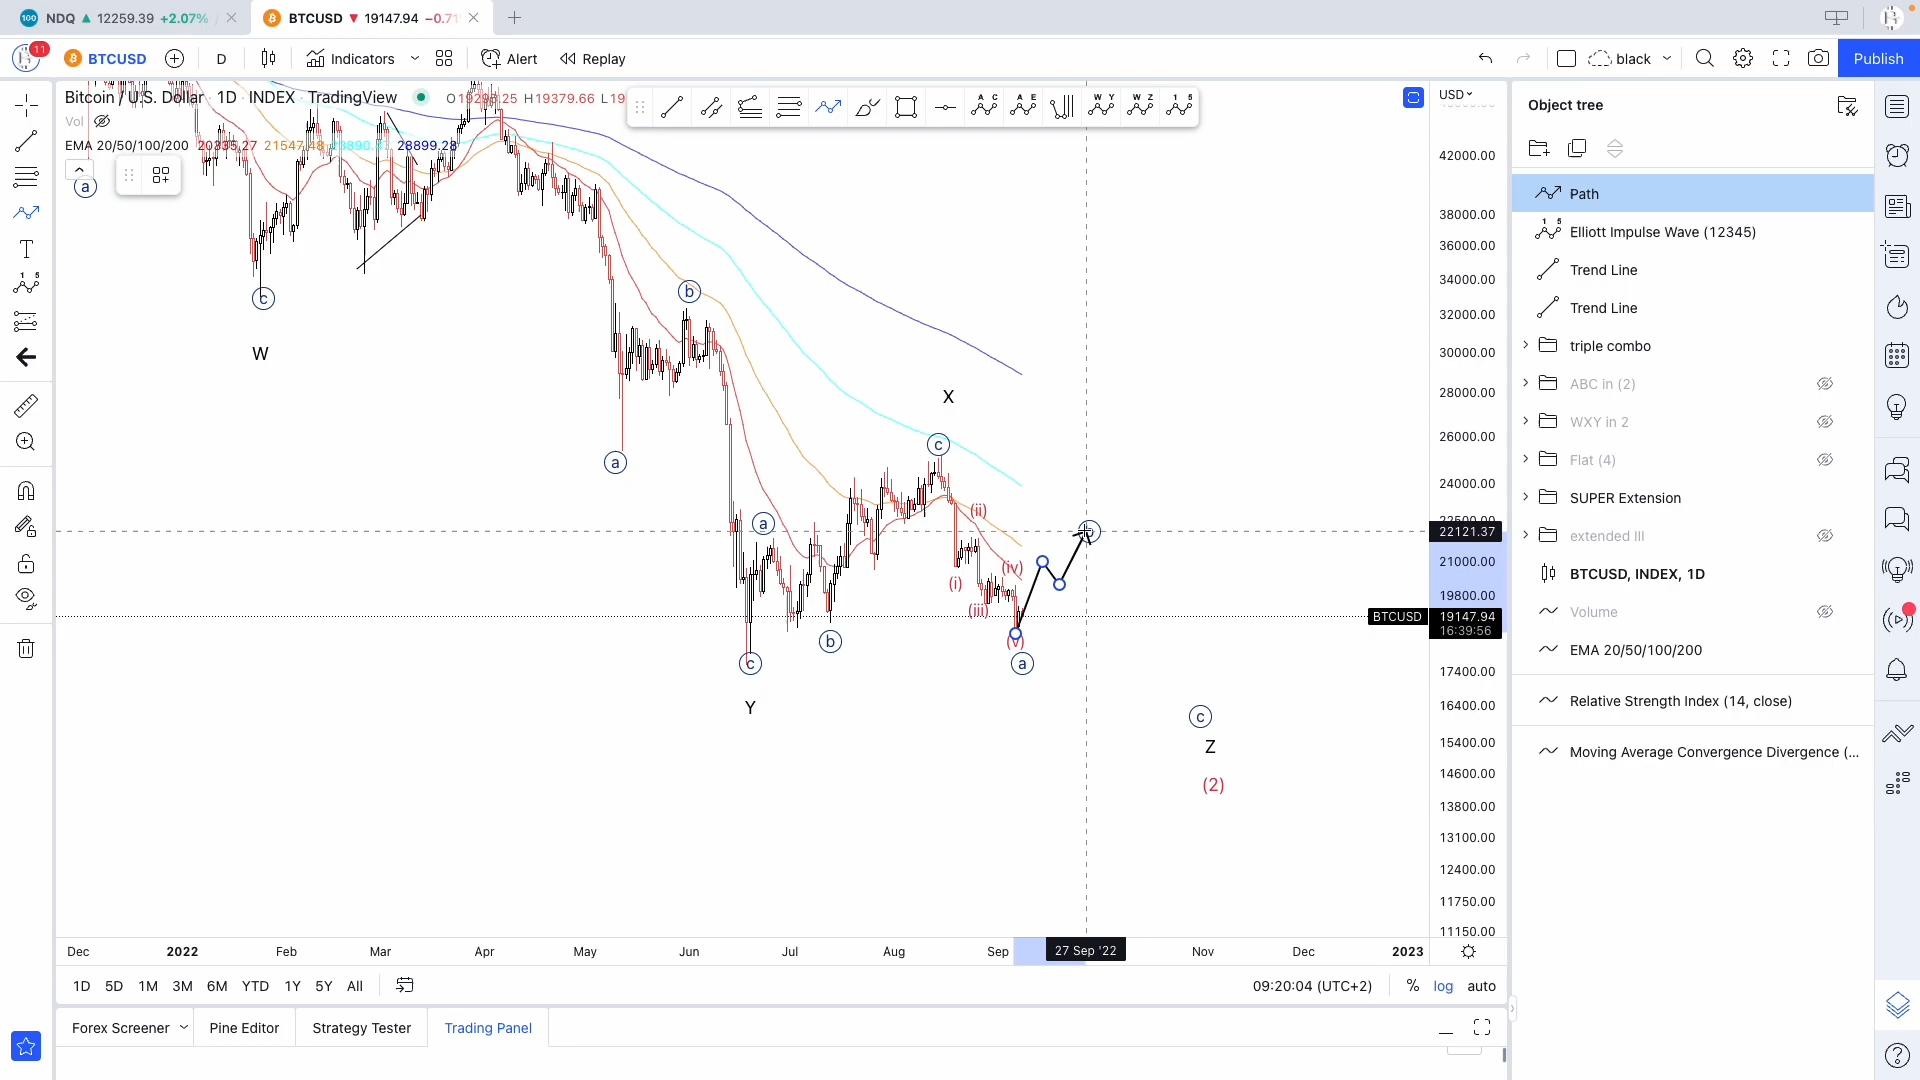 NDQ 12259.39 +2.07%
BTCUSD 19147.94 −0.71
11 BTCUSD D Indicators Alert Replay black Publish
Bitcoin / U.S. Dollar 1D INDEX TradingView
H19379.66 L19
Vol
EMA 20/50/100/200 20335.27 21547.48 28899.28
USD
42000.00
38000.00
36000.00
34000.00
32000.00
30000.00
28000.00
26000.00
24000.00
22121.37
21000.00
19800.00
BTCUSD 19147.94
16:39:56
17400.00
16400.00
15400.00
14600.00
13800.00
13100.00
12400.00
11750.00
11150.00
a
c
W
a
b
c
Y
a
b
c
X
(i)
(ii)
(iii)
(iv)
(v)
a
c
Z
(2)
Dec 2022 Feb Mar Apr May Jun Jul Aug Sep 27 Sep '22 Nov Dec 2023
1D 5D 1M 3M 6M YTD 1Y 5Y All 09:20:04 (UTC+2) % log auto
Forex Screener Pine Editor Strategy Tester Trading Panel
Object tree
Path
Elliott Impulse Wave (12345)
Trend Line
Trend Line
triple combo
ABC in (2)
WXY in 2
Flat (4)
SUPER Extension
extended III
BTCUSD, INDEX, 1D
Volume
EMA 20/50/100/200
Relative Strength Index (14, close)
Moving Average Convergence Divergence (...